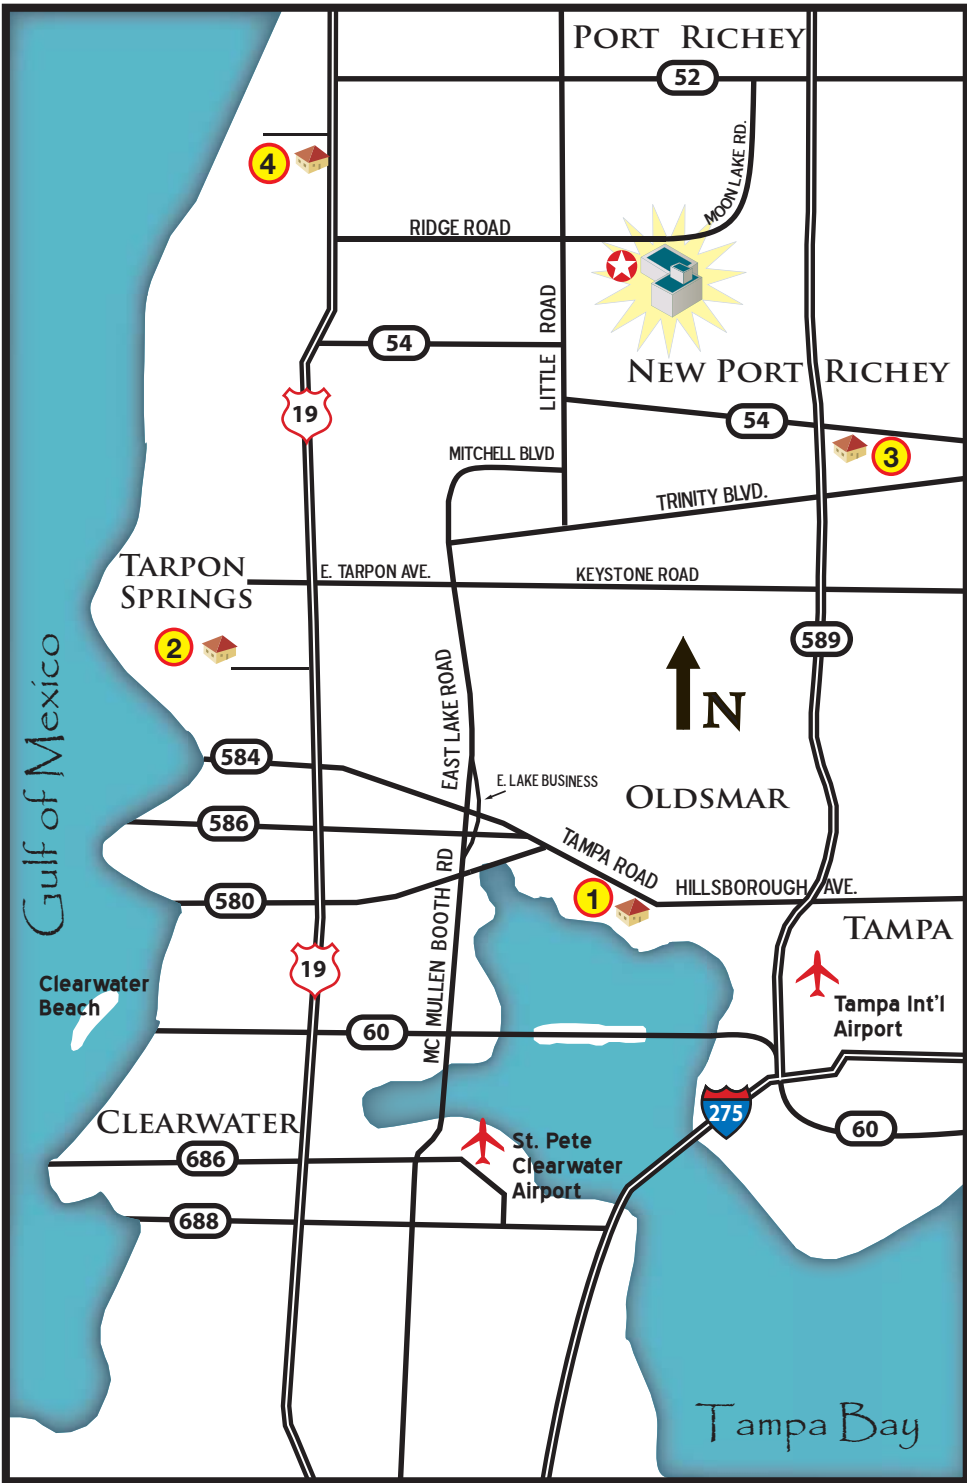 PORT RICHEY
52
MOON LAKE RD.
4
RIDGE ROAD
LITTLE ROAD
54
NEW PORT RICHEY
19
54
MITCHELL BLVD
3
TRINITY BLVD.
TARPON
SPRINGS
E. TARPON AVE.
KEYSTONE ROAD
2
589
N
Gulf of Mexico
EAST LAKE ROAD
584
E. LAKE BUSINESS
OLDSMAR
586
TAMPA ROAD
MC MULLEN BOOTH RD
580
1
HILLSBOROUGH AVE.
TAMPA
19
Clearwater
Beach
Tampa Int'l
Airport
60
275
CLEARWATER
60
St. Pete
Clearwater
Airport
686
688
Tampa Bay